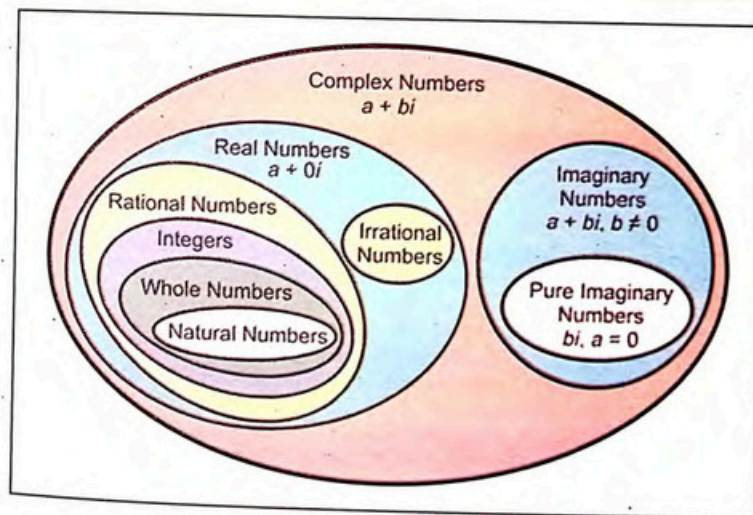 Complex Numbers
a + bi
Real Numbers
a + 0i
Rational Numbers
Integers
Whole Numbers
Natural Numbers
Irrational
Numbers
Imaginary
Numbers
a + bi, b ≠ 0
Pure Imaginary
Numbers
bi, a = 0